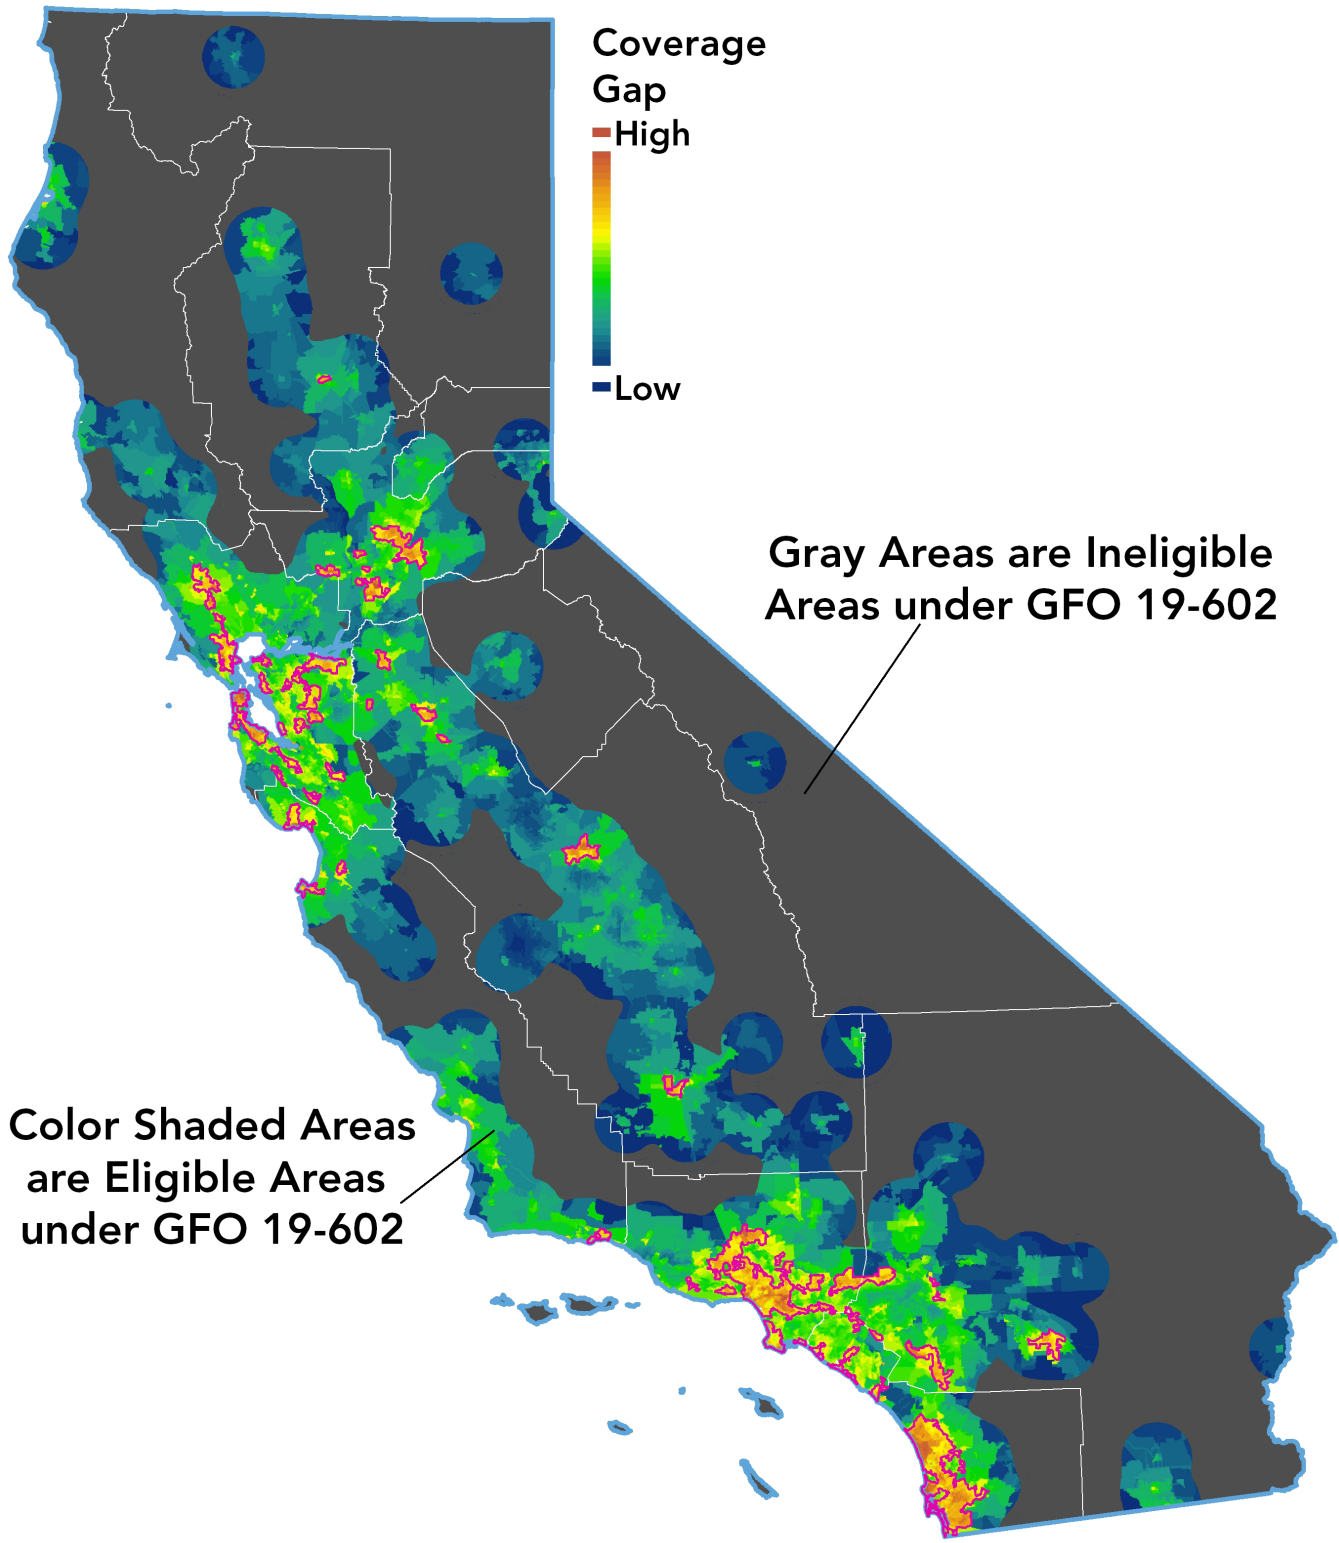 Coverage
Gap
High
Low
Gray Areas are Ineligible
Areas under GFO 19-602
Color Shaded Areas
are Eligible Areas
under GFO 19-602